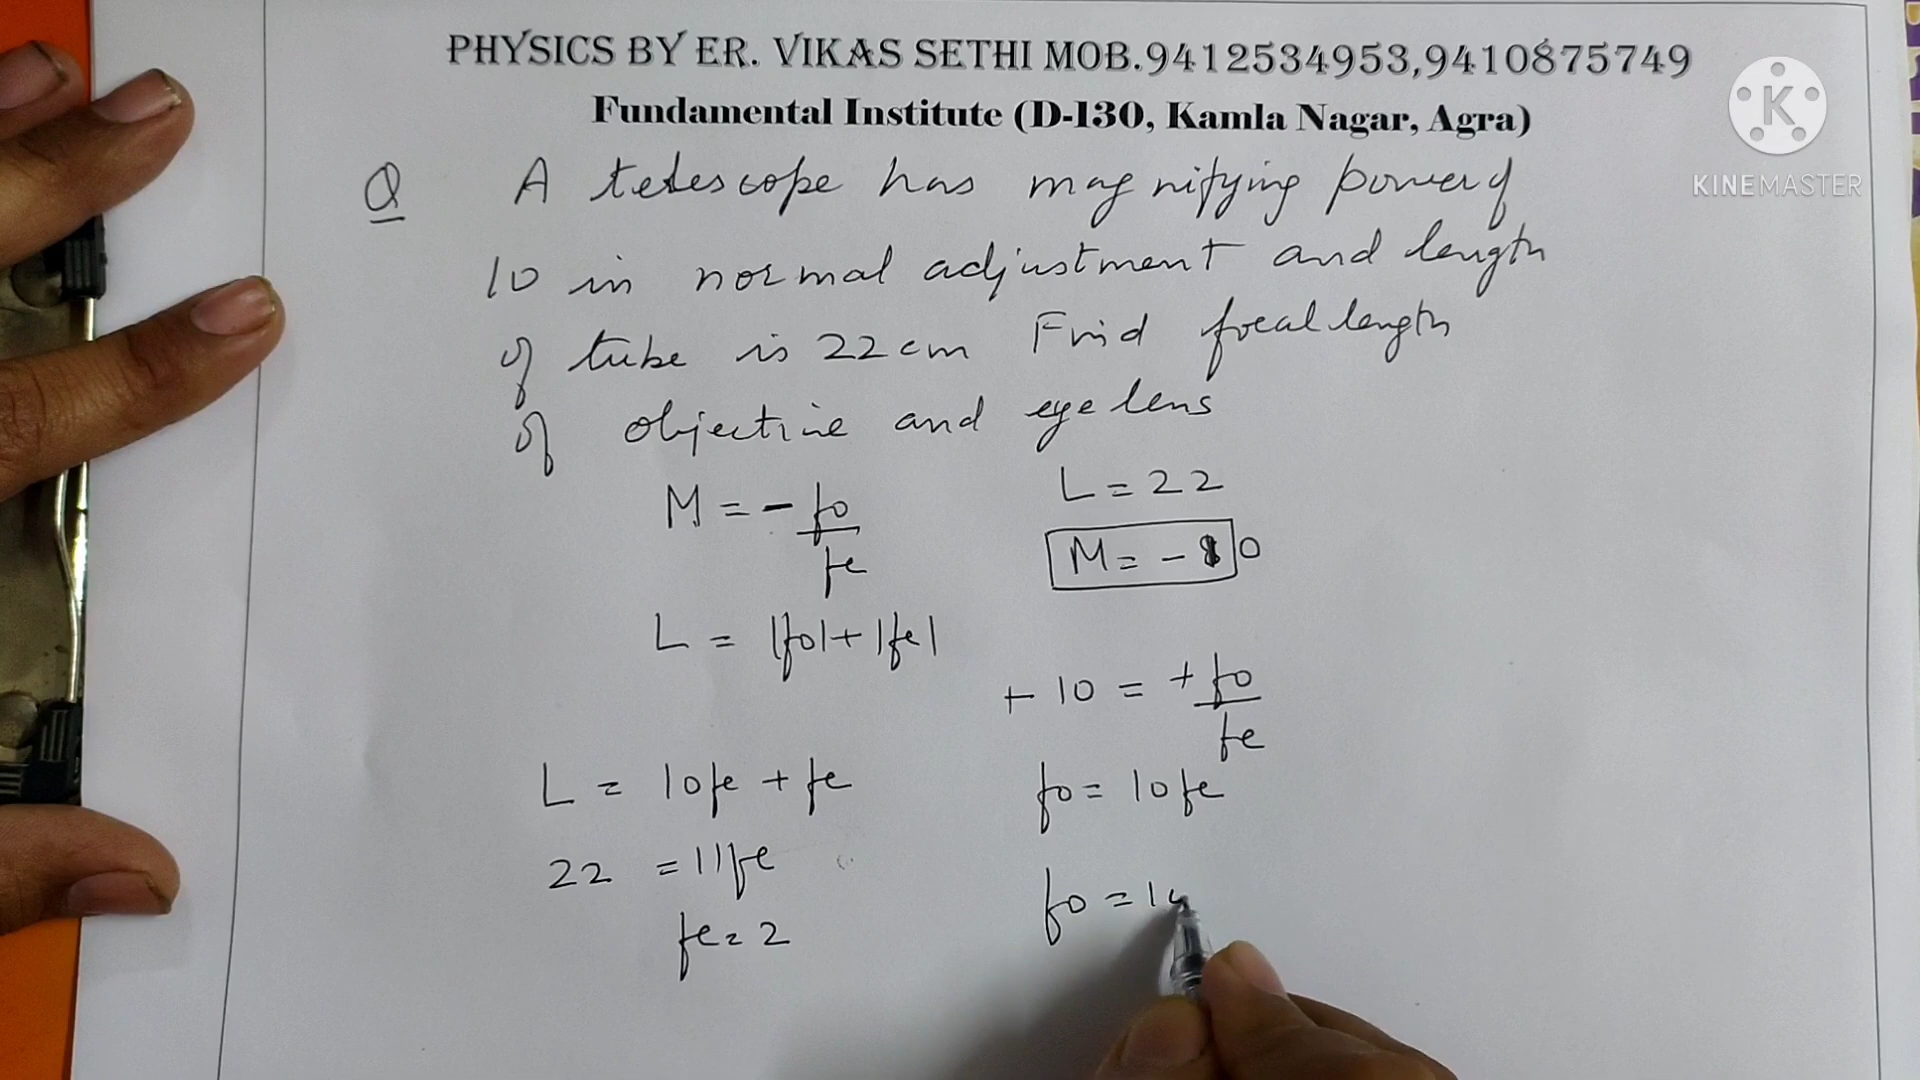 PHYSICS BY ER. VIKAS SETHI MOB.9412534953,9410875749
Fundamental Institute (D-130, Kamla Nagar, Agra)
K
KINEMASTER
Q A telescope has magnifying power of
10 in normal adjustment and length
of tube is 22 cm Find focal length
of objective and eye lens
M = - fo/fe
L = 22
M = - 10
L = |fo| + |fe|
+ 10 = + fo/fe
L = 10fe + fe
fo = 10fe
22 = 11fe
fo = 10
fe = 2